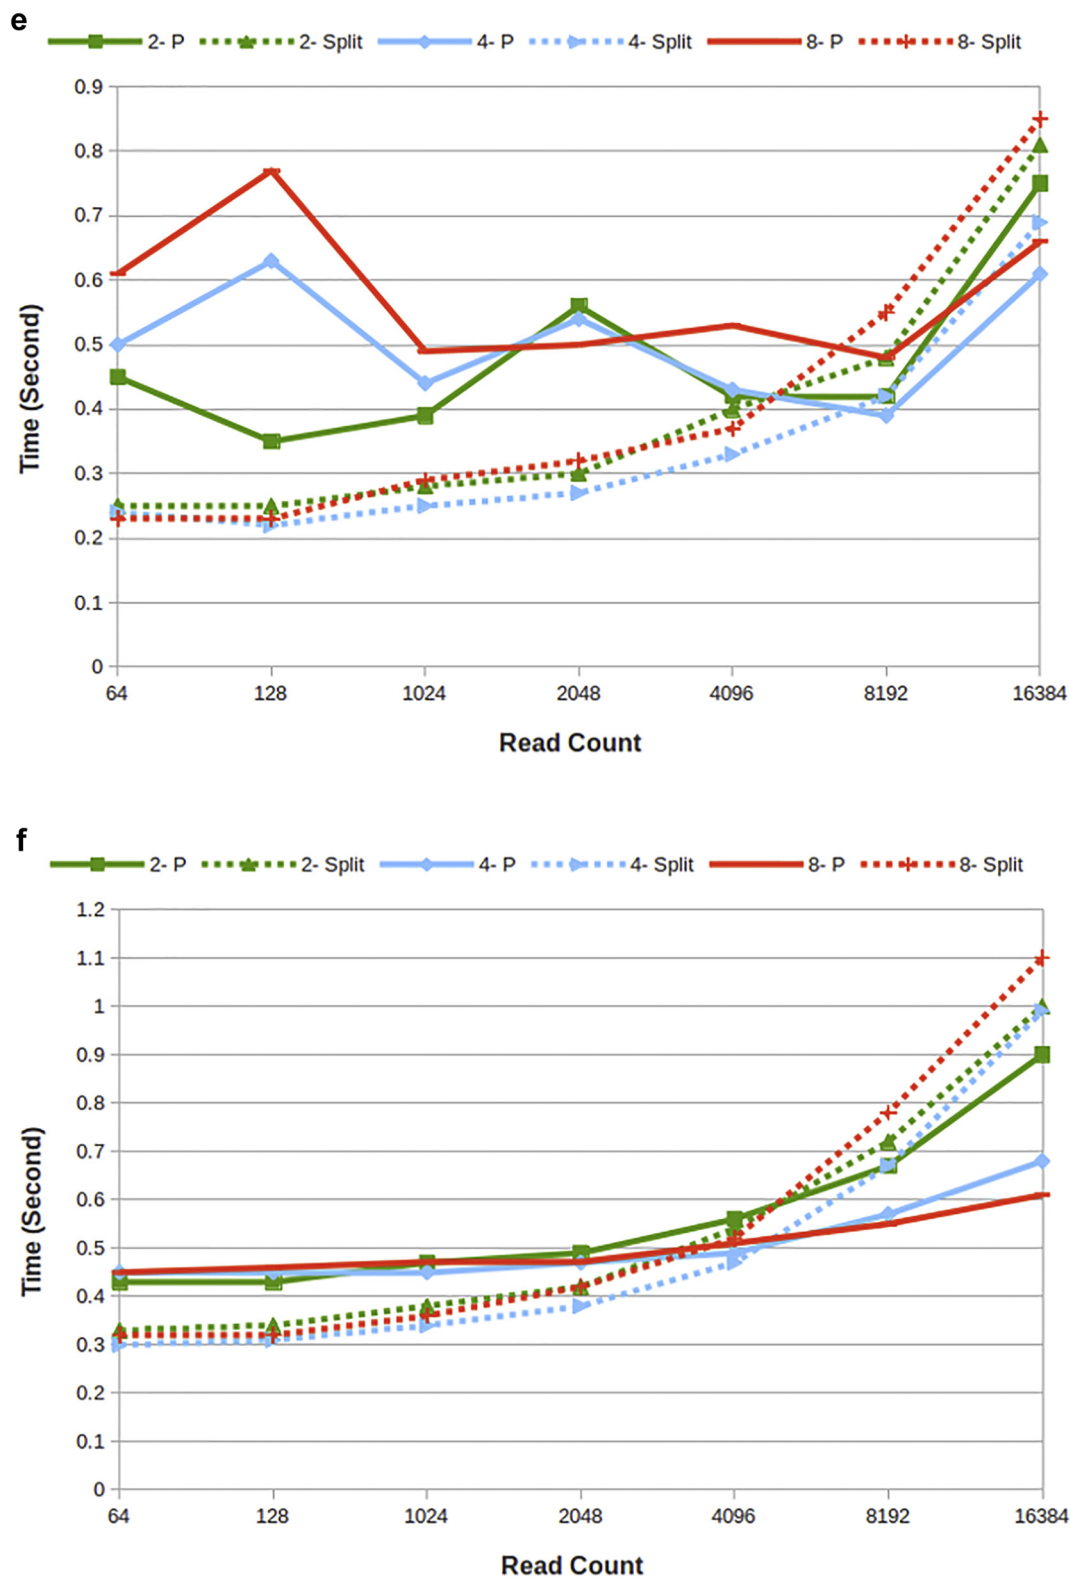 e
2- P 2- Split 4- P 4- Split 8- P 8- Split
0.9
0.8
0.7
0.6
0.5
0.4
0.3
0.2
0.1
0
Time (Second)
64 128 1024 2048 4096 8192 16384
Read Count
f
2- P 2- Split 4- P 4- Split 8- P 8- Split
1.2
1.1
1
0.9
0.8
0.7
0.6
0.5
0.4
0.3
0.2
0.1
0
Time (Second)
64 128 1024 2048 4096 8192 16384
Read Count